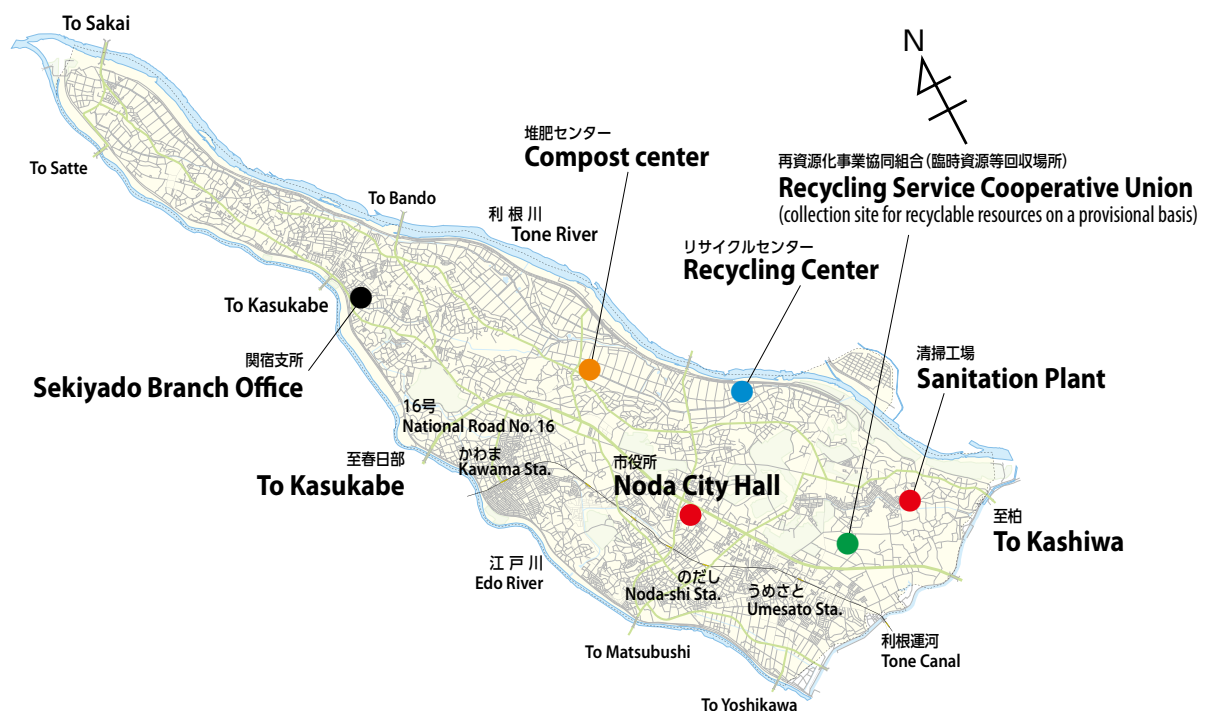 To Sakai
N
堆肥センター
Compost center
再資源化事業協同組合(臨時資源等回収場所)
Recycling Service Cooperative Union
(collection site for recyclable resources on a provisional basis)
To Satte
To Bando
利根川
Tone River
リサイクルセンター
Recycling Center
To Kasukabe
関宿支所
Sekiyado Branch Office
清掃工場
Sanitation Plant
16号
National Road No. 16
至春日部
To Kasukabe
かわま
Kawama Sta.
市役所
Noda City Hall
至柏
To Kashiwa
江戸川
Edo River
のだし
Noda-shi Sta.
うめさと
Umesato Sta.
To Matsubushi
利根運河
Tone Canal
To Yoshikawa